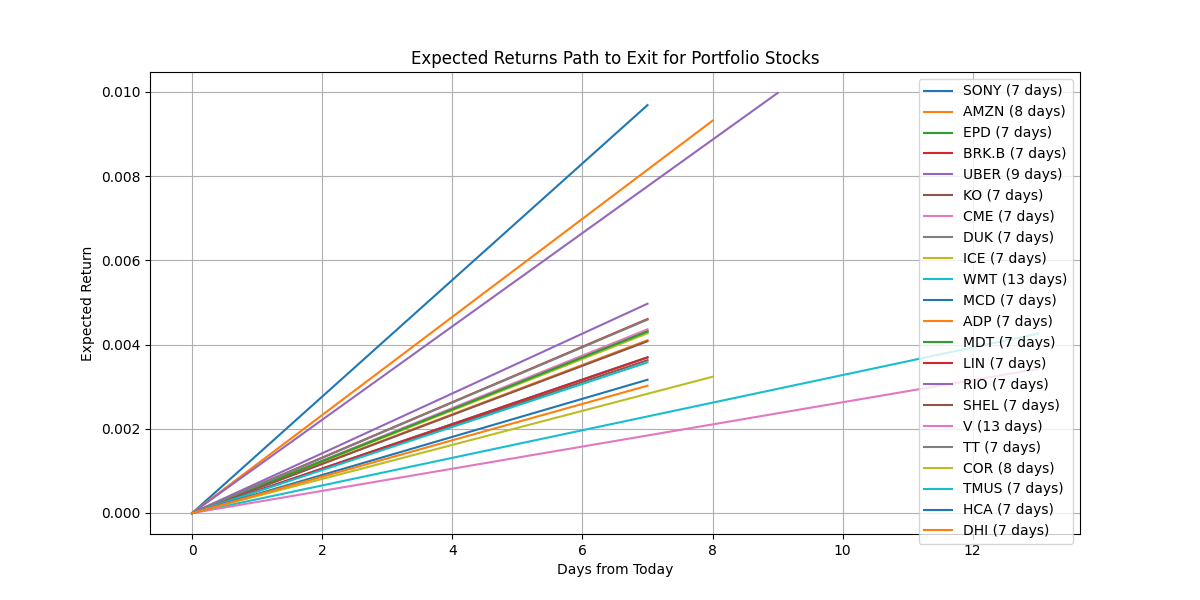 Expected Returns Path to Exit for Portfolio Stocks
Expected Return
0.010
0.008
0.006
0.004
0.002
0.000
0 2 4 6 8 10 12
Days from Today
SONY (7 days)
AMZN (8 days)
EPD (7 days)
BRK.B (7 days)
UBER (9 days)
KO (7 days)
CME (7 days)
DUK (7 days)
ICE (7 days)
WMT (13 days)
MCD (7 days)
ADP (7 days)
MDT (7 days)
LIN (7 days)
RIO (7 days)
SHEL (7 days)
V (13 days)
TT (7 days)
COR (8 days)
TMUS (7 days)
HCA (7 days)
DHI (7 days)